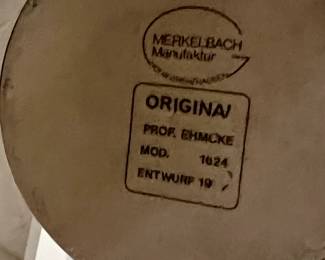 MERKELBACH
Manufaktur
ORIGINAL
PROF. EHMCKE
MOD. 1624
ENTWURF 19